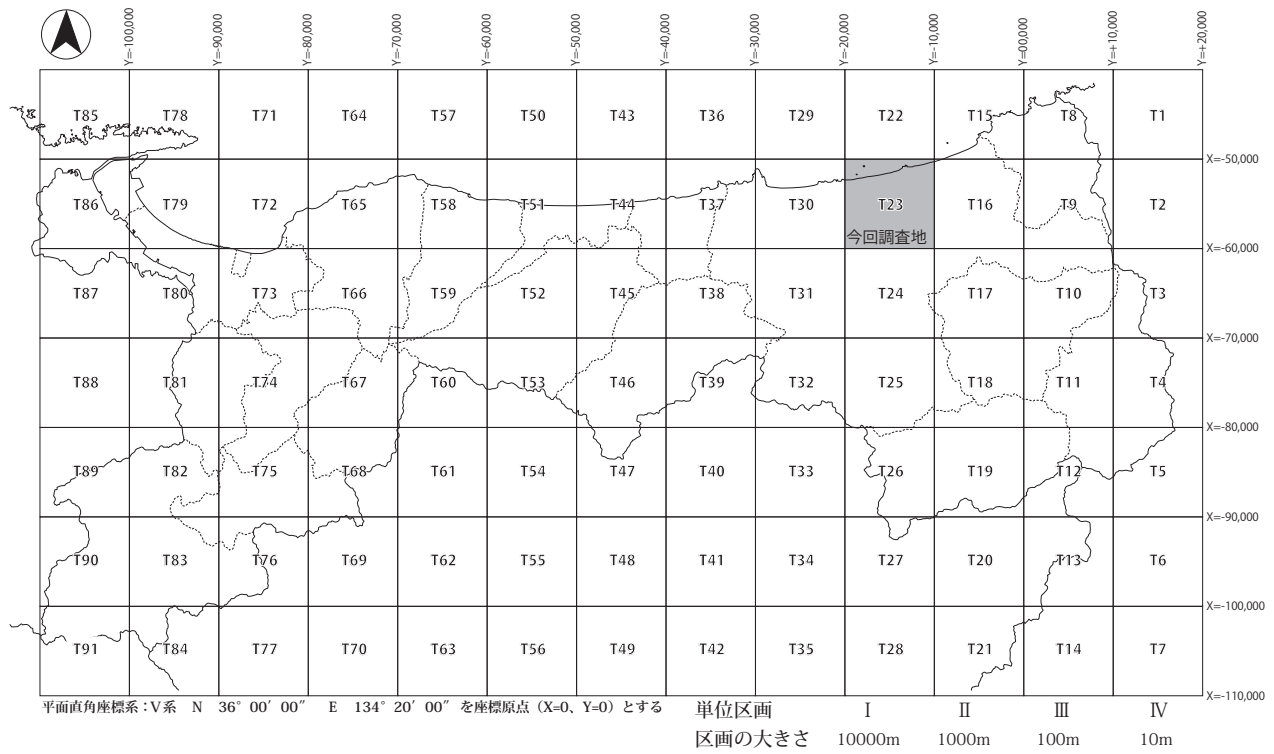 Y=-100,000 Y=-90,000 Y=-80,000 Y=-70,000 Y=-60,000 Y=-50,000 Y=-40,000 Y=-30,000 Y=-20,000 Y=-10,000 Y=00,000 Y=+10,000 Y=+20,000
T85 T78 T71 T64 T57 T50 T43 T36 T29 T22 T15 T8 T1
X=-50,000
T86 T79 T72 T65 T58 T51 T44 T37 T30 T23 T16 T9 T2
今回調査地
X=-60,000
T87 T80 T73 T66 T59 T52 T45 T38 T31 T24 T17 T10 T3
X=-70,000
T88 T81 T74 T67 T60 T53 T46 T39 T32 T25 T18 T11 T4
X=-80,000
T89 T82 T75 T68 T61 T54 T47 T40 T33 T26 T19 T12 T5
X=-90,000
T90 T83 T76 T69 T62 T55 T48 T41 T34 T27 T20 T13 T6
X=-100,000
T91 T84 T77 T70 T63 T56 T49 T42 T35 T28 T21 T14 T7
X=-110,000
平面直角座標系：Ⅴ系 N 36° 00′ 00″ E 134° 20′ 00″ を座標原点（X=0、Y=0）とする
単位区画 Ⅰ Ⅱ Ⅲ Ⅳ
区画の大きさ 10000m 1000m 100m 10m